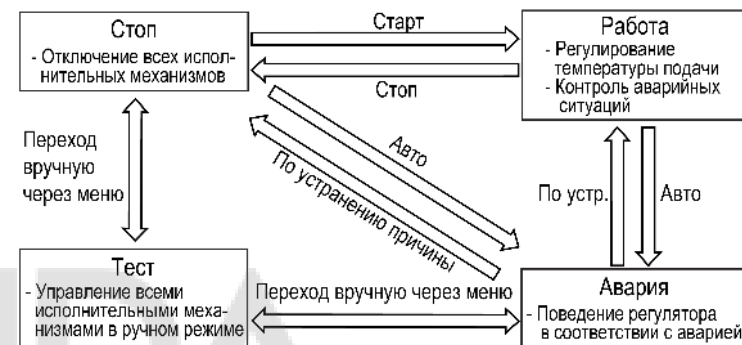 Стоп
- Отключение всех испол-
нительных механизмов
Старт
Стоп
Работа
- Регулирование
температуры подачи
- Контроль аварийных
ситуаций
Переход
вручную
через меню
Авто
По устранению причины
По устр.
Авто
Тест
- Управление всеми
исполнительными меха-
низмами в ручном режиме
Переход вручную через меню
Авария
- Поведение регулятора
в соответствии с аварией